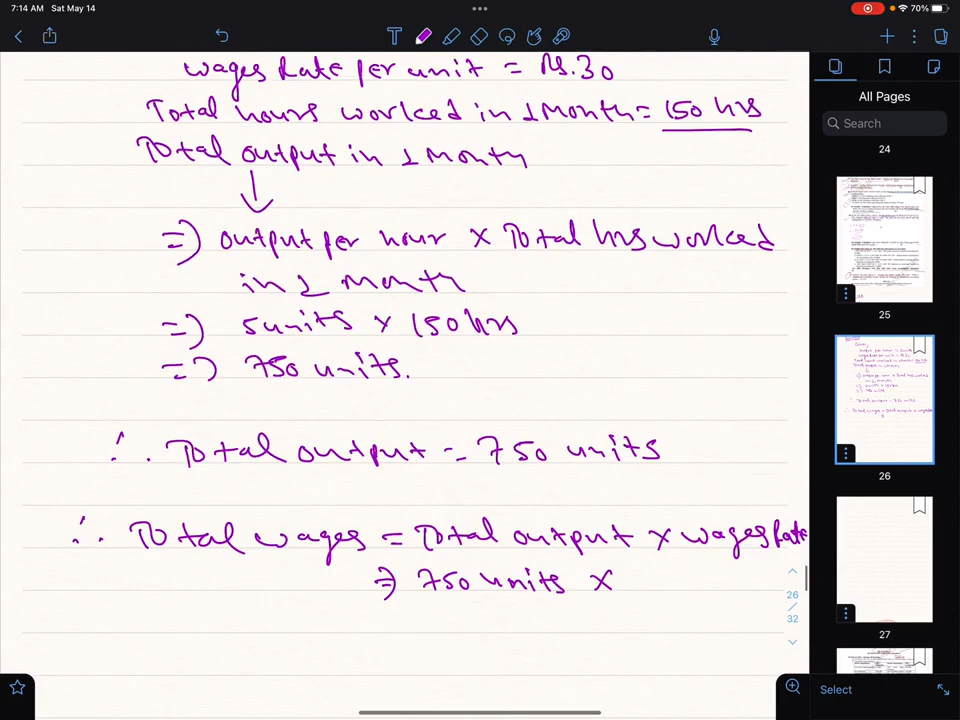 7:14 AM Sat May 14
70%
wages Rate per unit = Rs.30
Total hours worked in 1 Month = 150 hrs
Total output in 1 Month
=> output per hour x Total hrs worked
in 1 month
=> 5 units x 150 hrs
=> 750 units.
∴ Total output = 750 units
∴ Total wages = Total output x wages Rate
=> 750 units x
26
/
32
All Pages
Search
24
25
26
27
Select